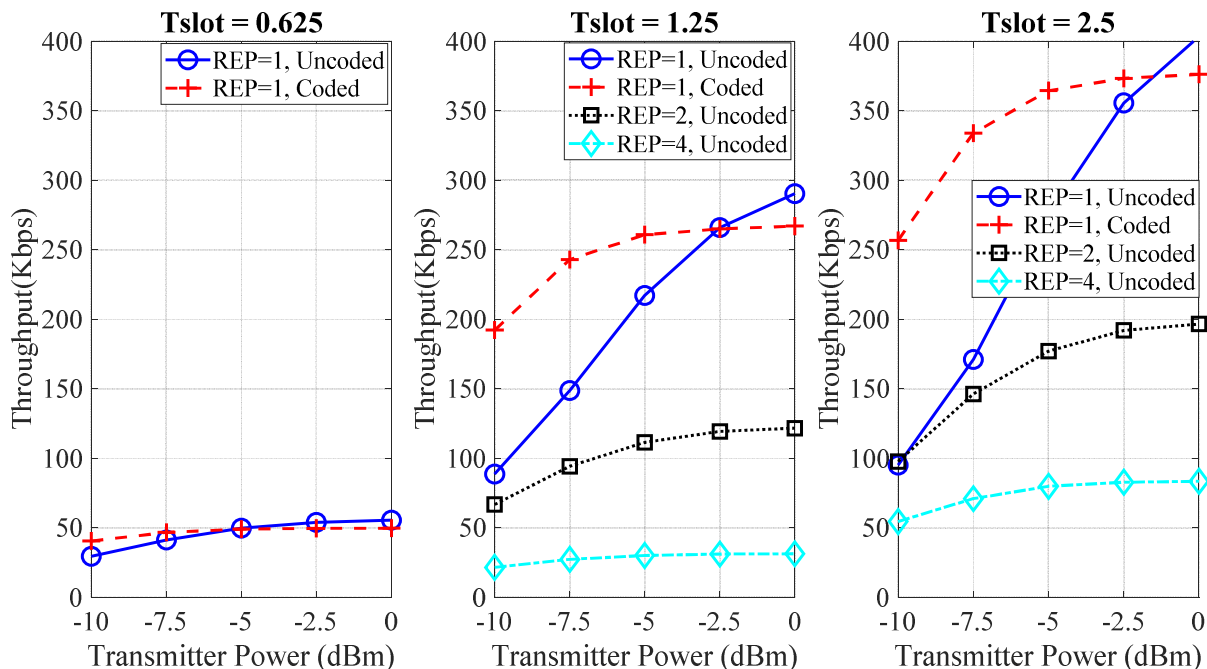 Tslot = 0.625
REP=1, Uncoded
REP=1, Coded
400
350
300
250
200
150
100
50
0
Throughput(Kbps)
-10
-7.5
-5
-2.5
0
Transmitter Power (dBm)
Tslot = 1.25
REP=1, Uncoded
REP=1, Coded
REP=2, Uncoded
REP=4, Uncoded
400
350
300
250
200
150
100
50
0
Throughput(Kbps)
-10
-7.5
-5
-2.5
0
Transmitter Power (dBm)
Tslot = 2.5
400
350
300
250
200
150
100
50
0
Throughput(Kbps)
REP=1, Uncoded
REP=1, Coded
REP=2, Uncoded
REP=4, Uncoded
-10
-7.5
-5
-2.5
0
Transmitter Power (dBm)